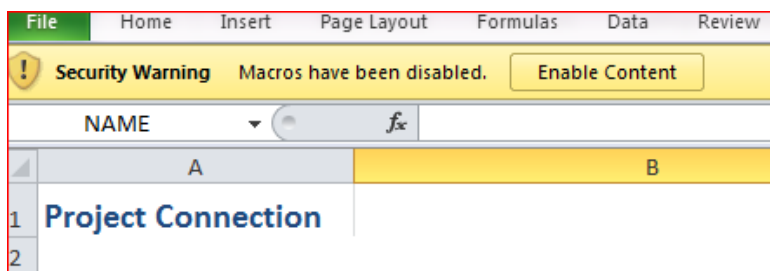 File Home Insert Page Layout Formulas Data Review
! Security Warning Macros have been disabled. Enable Content
NAME fx
A B
1 Project Connection
2